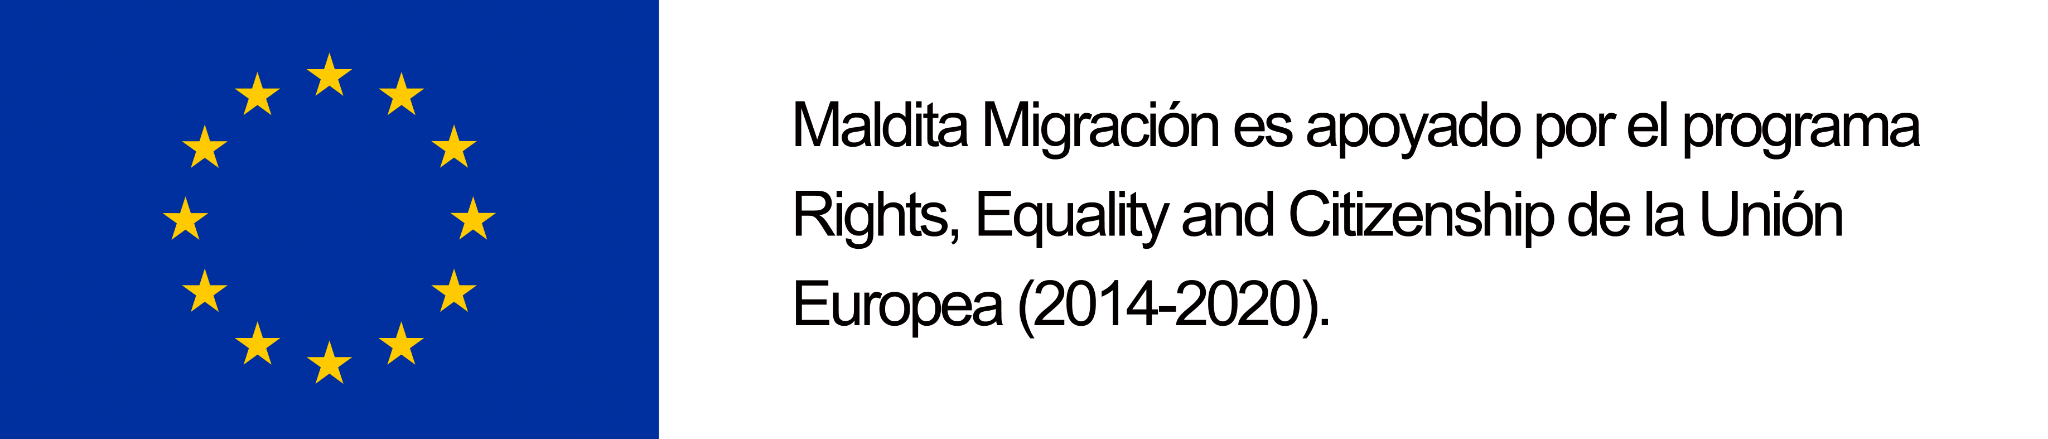 Maldita Migración es apoyado por el programa
Rights, Equality and Citizenship de la Unión
Europea (2014-2020).